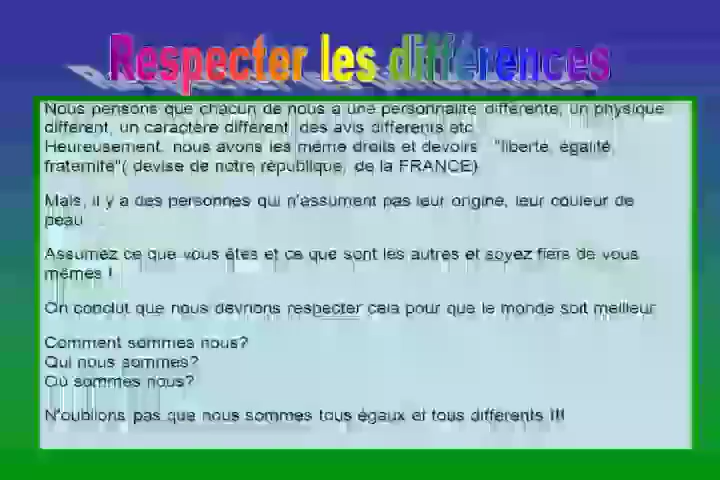 Respecter les différences
Nous pensons que chacun de nous a une personnalité différente, un physique
différent, un caractère différent, des avis différents etc
Heureusement, nous avons les même droits et devoirs "liberté, égalité,
fraternité"( devise de notre république, de la FRANCE)
Mais, il y a des personnes qui n'assument pas leur origine, leur couleur de
peau ...
Assumez ce que vous êtes et ce que sont les autres et soyez fiers de vous
mêmes !
On conclut que nous devrions respecter cela pour que le monde soit meilleur
Comment sommes nous?
Qui nous sommes?
Où sommes nous?
N'oublions pas que nous sommes tous égaux et tous différents !!!